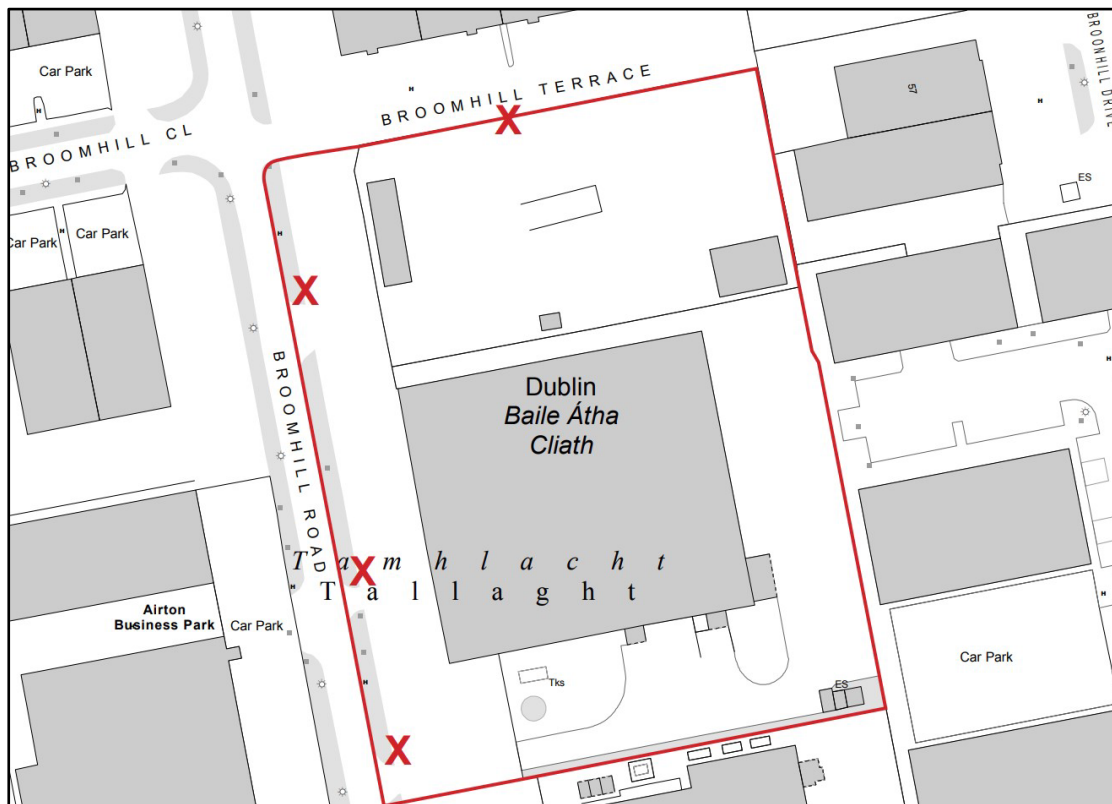 Car Park
BROOMHILL TERRACE
BROOMHILL DRIVE
57
H
H
H
BROOMHILL CL
ES
Car Park
Car Park
H
H
X
X
BROOMHILL ROAD
H
Dublin
Baile Átha
Cliath
Tamhlacht
Tallaght
X
H
H
Airton
Business Park
Car Park
Car Park
H
Tks
ES
X